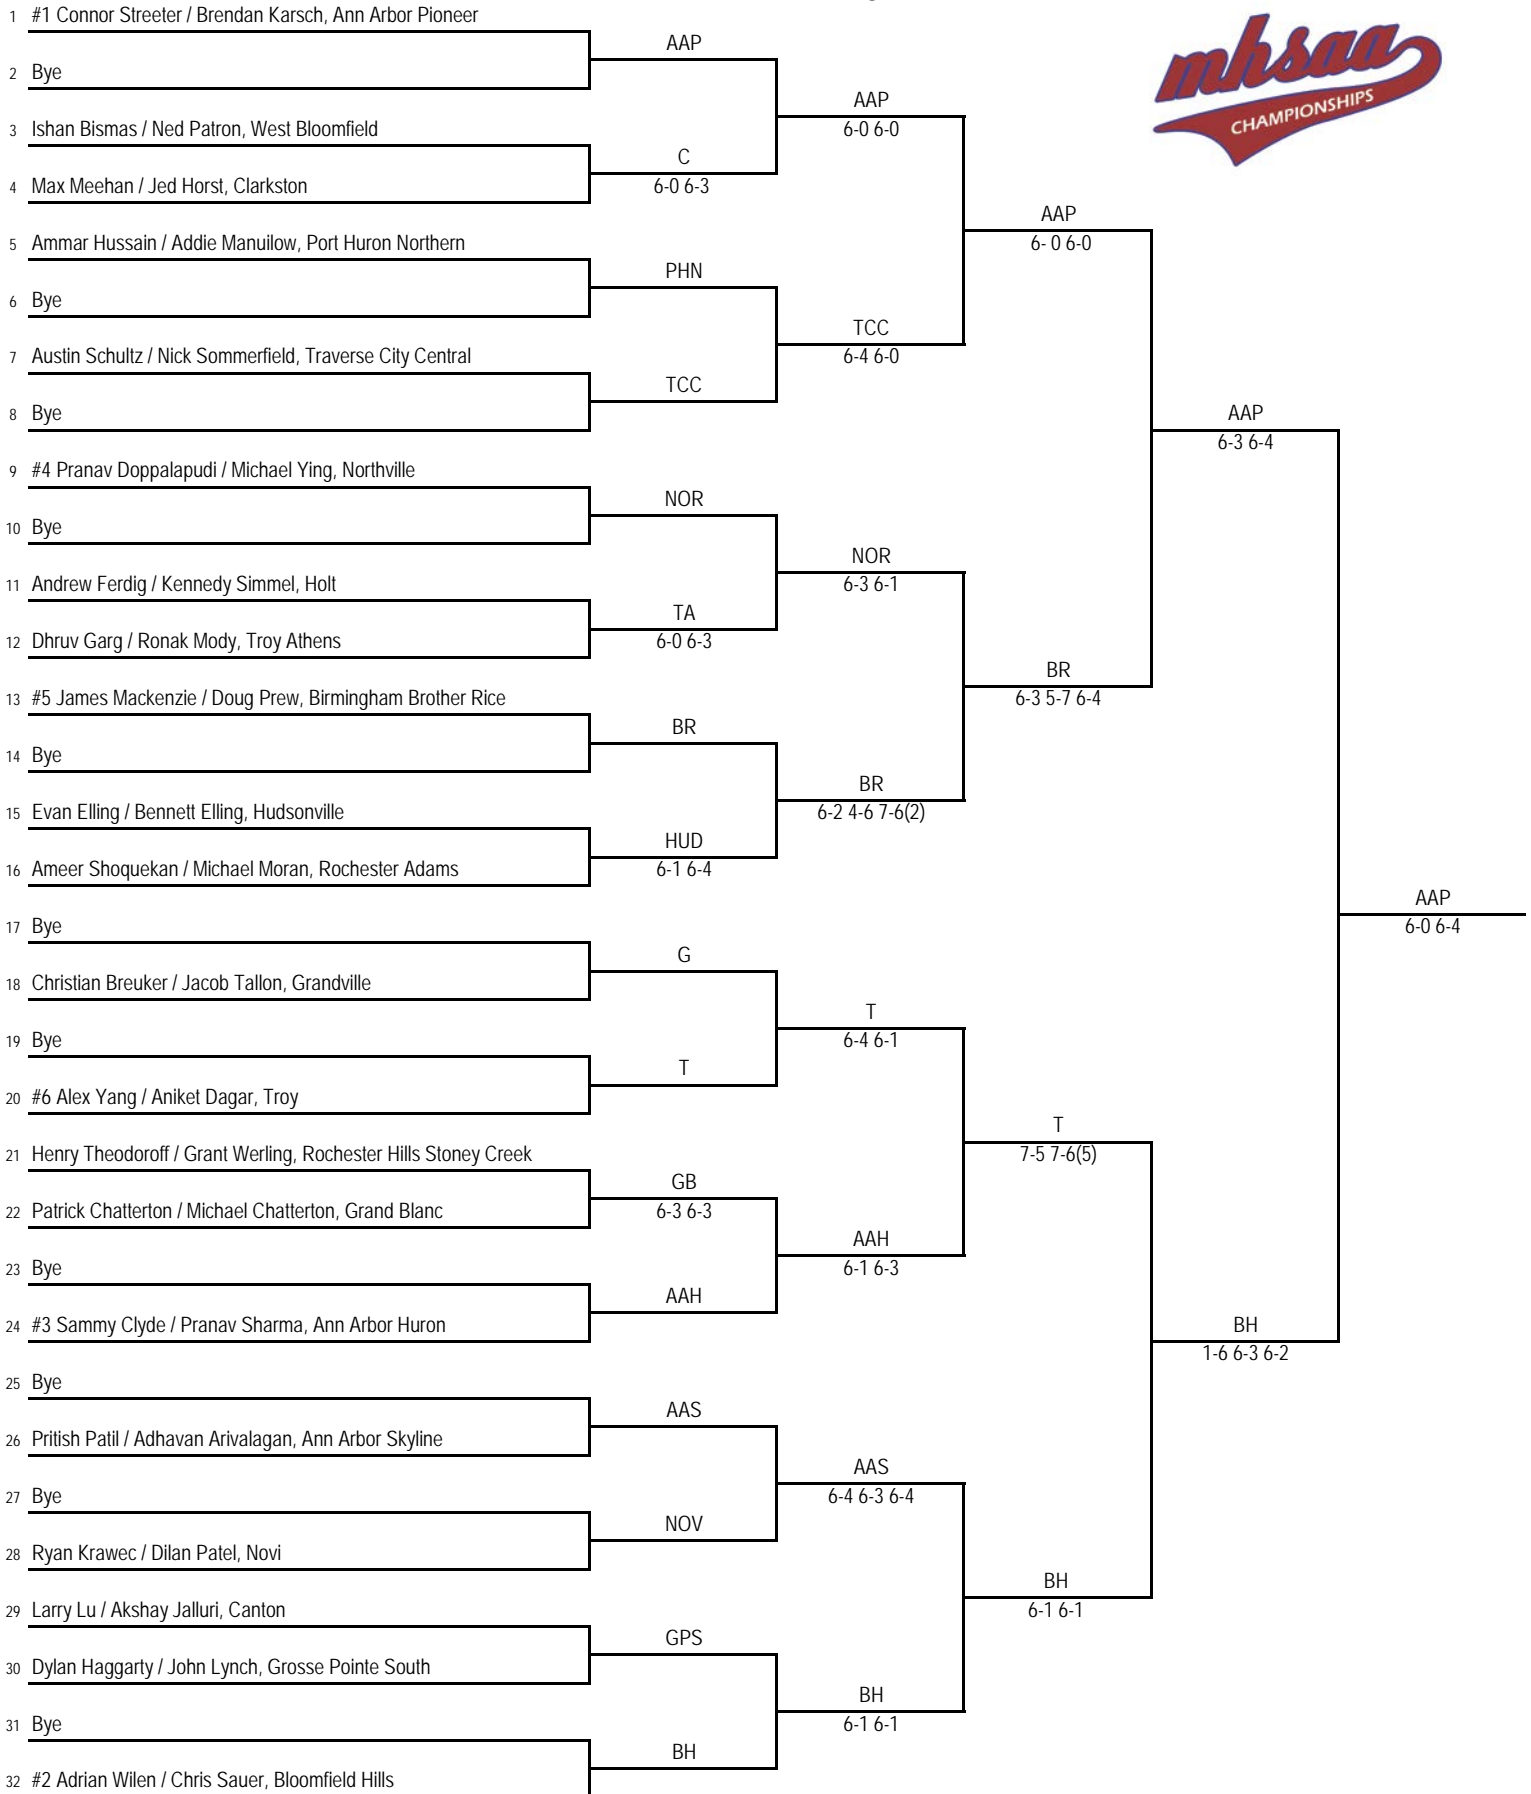 mhsaa
CHAMPIONSHIPS
1 #1 Connor Streeter / Brendan Karsch, Ann Arbor Pioneer
AAP
2 Bye
AAP
6-0 6-0
3 Ishan Bismas / Ned Patron, West Bloomfield
C
6-0 6-3
4 Max Meehan / Jed Horst, Clarkston
AAP
6- 0 6-0
5 Ammar Hussain / Addie Manuilow, Port Huron Northern
PHN
6 Bye
TCC
6-4 6-0
7 Austin Schultz / Nick Sommerfield, Traverse City Central
TCC
8 Bye
AAP
6-3 6-4
9 #4 Pranav Doppalapudi / Michael Ying, Northville
NOR
10 Bye
NOR
6-3 6-1
11 Andrew Ferdig / Kennedy Simmel, Holt
TA
6-0 6-3
12 Dhruv Garg / Ronak Mody, Troy Athens
BR
6-3 5-7 6-4
13 #5 James Mackenzie / Doug Prew, Birmingham Brother Rice
BR
14 Bye
BR
6-2 4-6 7-6(2)
15 Evan Elling / Bennett Elling, Hudsonville
HUD
6-1 6-4
16 Ameer Shoquekan / Michael Moran, Rochester Adams
AAP
6-0 6-4
17 Bye
G
18 Christian Breuker / Jacob Tallon, Grandville
T
6-4 6-1
19 Bye
T
20 #6 Alex Yang / Aniket Dagar, Troy
T
7-5 7-6(5)
21 Henry Theodoroff / Grant Werling, Rochester Hills Stoney Creek
GB
6-3 6-3
22 Patrick Chatterton / Michael Chatterton, Grand Blanc
AAH
6-1 6-3
23 Bye
AAH
24 #3 Sammy Clyde / Pranav Sharma, Ann Arbor Huron
BH
1-6 6-3 6-2
25 Bye
AAS
26 Pritish Patil / Adhavan Arivalagan, Ann Arbor Skyline
AAS
6-4 6-3 6-4
27 Bye
NOV
28 Ryan Krawec / Dilan Patel, Novi
BH
6-1 6-1
29 Larry Lu / Akshay Jalluri, Canton
GPS
30 Dylan Haggarty / John Lynch, Grosse Pointe South
BH
6-1 6-1
31 Bye
BH
32 #2 Adrian Wilen / Chris Sauer, Bloomfield Hills